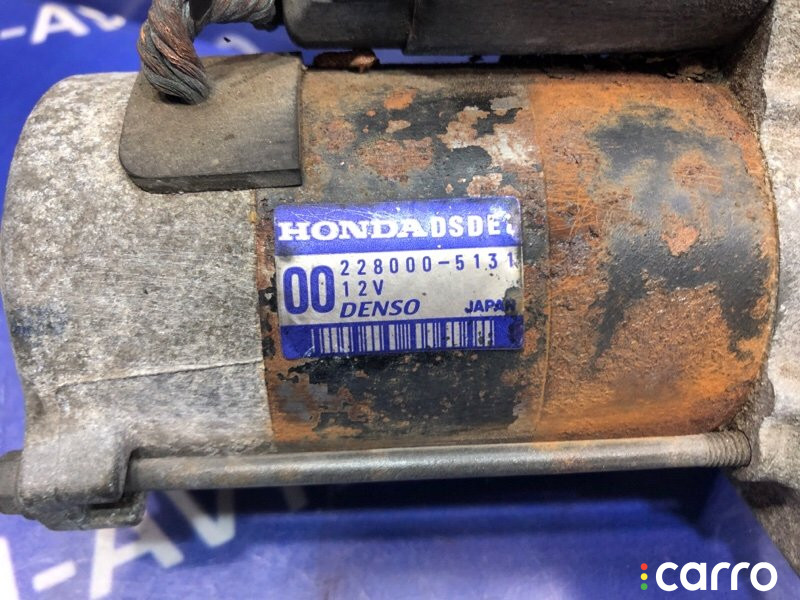 HONDA DSDE
00 228000-5131
12V
DENSO JAPAN
carro